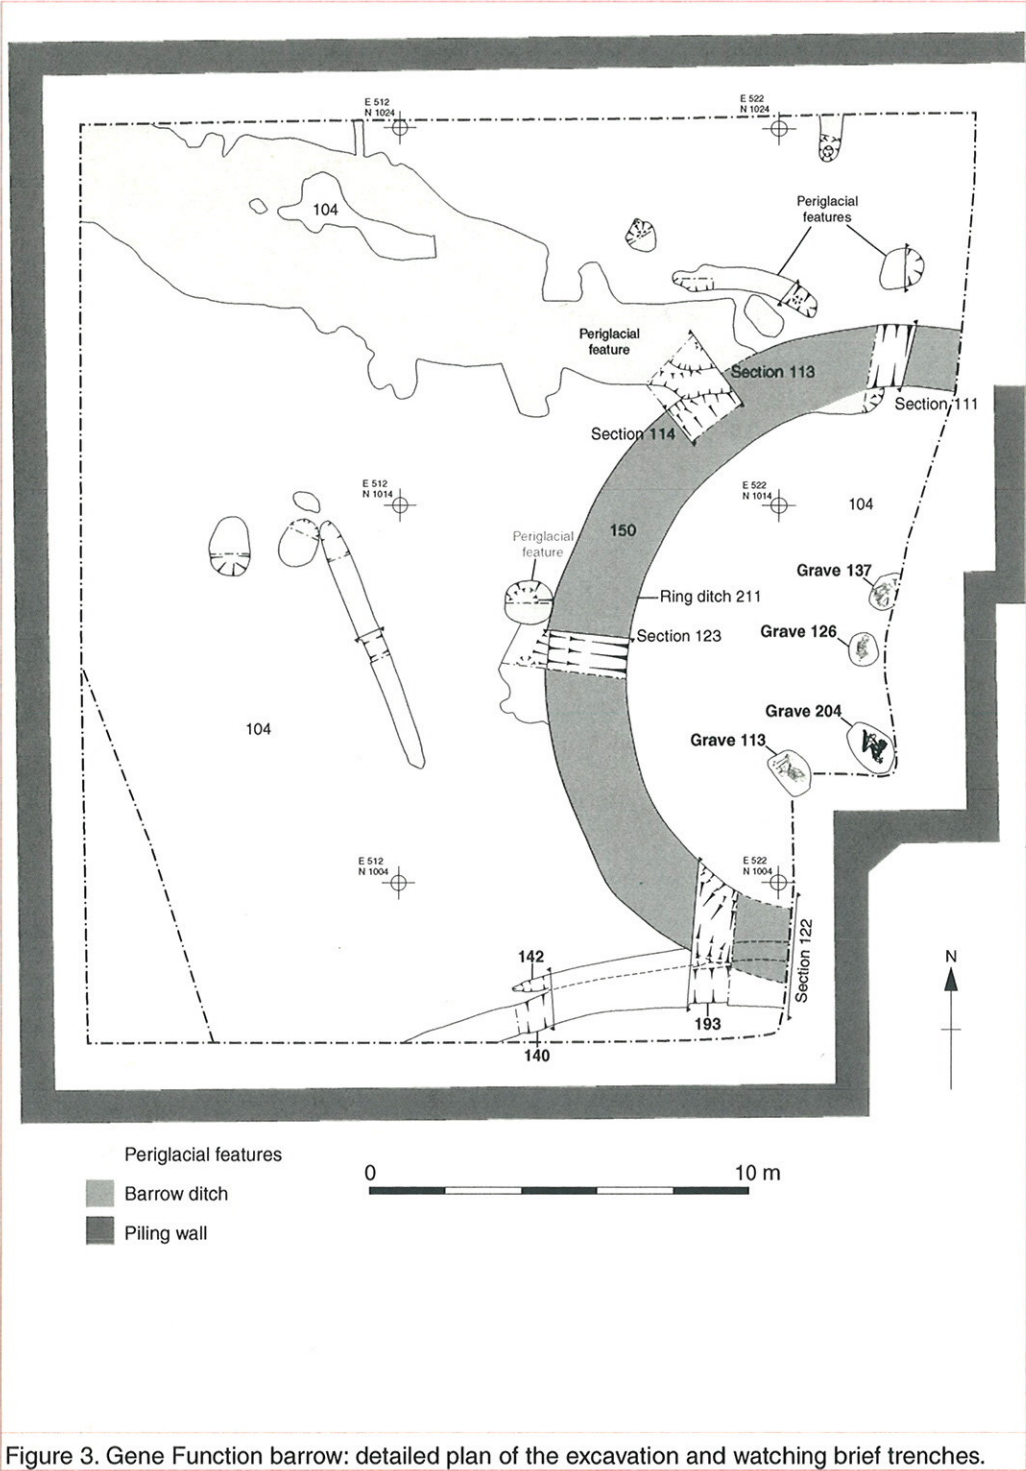 E 512
N 1024
E 522
N 1024
Periglacial
features
104
Periglacial
feature
Section 113
Section 111
Section 114
E 512
N 1014
E 522
N 1014
104
150
Periglacial
feature
Grave 137
Ring ditch 211
Grave 126
Section 123
Grave 204
104
Grave 113
E 512
N 1004
E 522
N 1004
Section 122
142
N
193
140
Periglacial features
0 10 m
Barrow ditch
Piling wall
Figure 3. Gene Function barrow: detailed plan of the excavation and watching brief trenches.